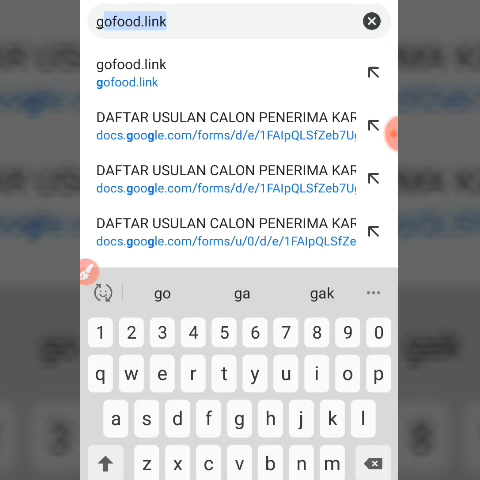 gofood.link
gofood.link
gofood.link
DAFTAR USULAN CALON PENERIMA KAR
docs.google.com/forms/d/e/1FAIpQLSfZeb7Ug
DAFTAR USULAN CALON PENERIMA KAR
docs.google.com/forms/d/e/1FAIpQLSfZeb7Ug
DAFTAR USULAN CALON PENERIMA KAR
docs.google.com/forms/u/0/d/e/1FAIpQLSfZe
go ga gak
1 2 3 4 5 6 7 8 9 0
q w e r t y u i o p
a s d f g h j k l
z x c v b n m